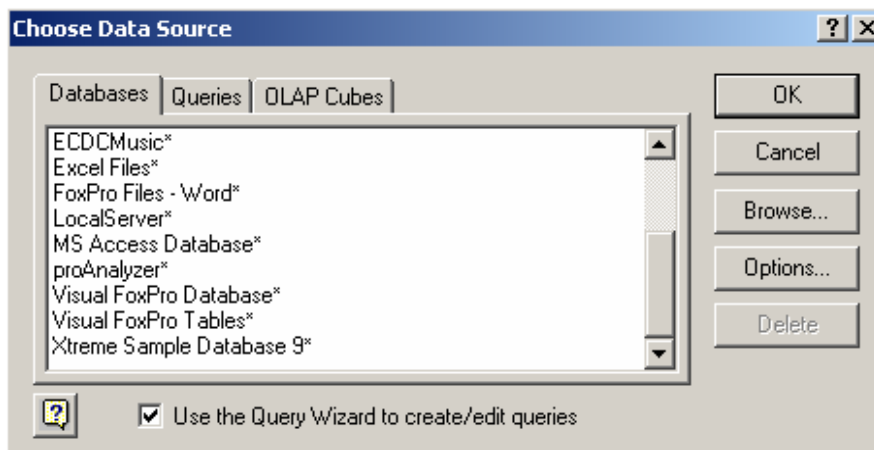 Choose Data Source
Databases Queries OLAP Cubes
ECDCMusic*
Excel Files*
FoxPro Files - Word*
LocalServer*
MS Access Database*
proAnalyzer*
Visual FoxPro Database*
Visual FoxPro Tables*
Xtreme Sample Database 9*
OK
Cancel
Browse...
Options...
Delete
Use the Query Wizard to create/edit queries